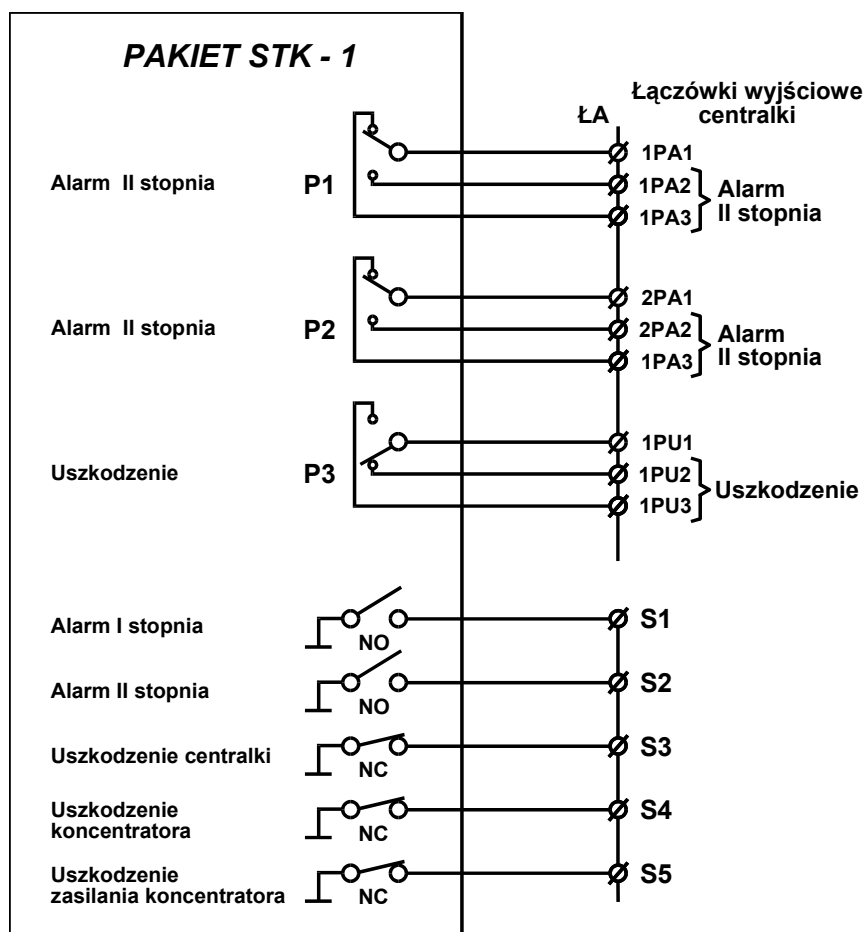 PAKIET STK - 1
Łączówki wyjściowe
centralki
ŁA
Alarm II stopnia
P1
1PA1
1PA2
1PA3
Alarm
II stopnia
Alarm II stopnia
P2
2PA1
2PA2
1PA3
Alarm
II stopnia
Uszkodzenie
P3
1PU1
1PU2
1PU3
Uszkodzenie
Alarm I stopnia
NO
S1
Alarm II stopnia
NO
S2
Uszkodzenie centralki
NC
S3
Uszkodzenie
koncentratora
NC
S4
Uszkodzenie
zasilania koncentratora
NC
S5